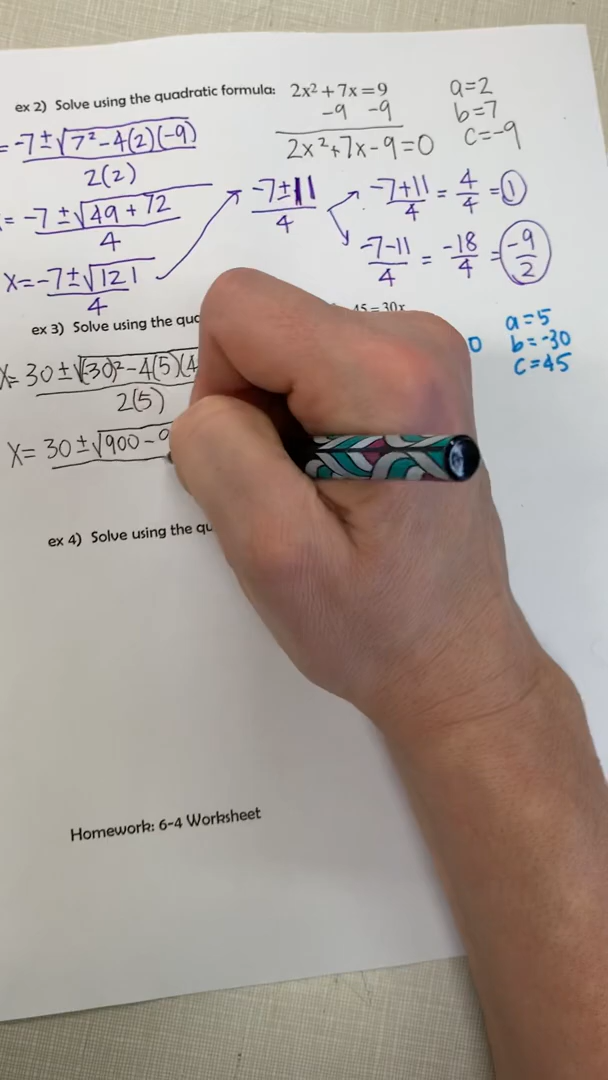 ex 2) Solve using the quadratic formula: 2x² + 7x = 9
-9 -9
2x²+7x-9=0
a=2
b=7
c=-9
= -7±√7²-4(2)(-9)
2(2)
= -7±√49+72
4
X= -7±√121
4
-7±11
4
-7+11 = 4 = 1
4 4
-7-11 = -18 = -9
4 4 2
ex 3) Solve using the 45 = 30x
0
a=5
b=-30
c=45
X= 30±√(30)²-4(5)(4
2(5)
X= 30±√900-9
ex 4) Solve using the
Homework: 6-4 Worksheet